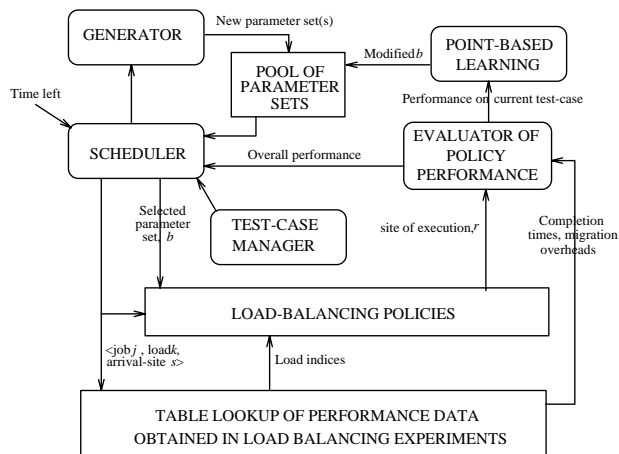 GENERATOR
New parameter set(s)
POOL OF
PARAMETER
SETS
Modified b
POINT-BASED
LEARNING
Time left
Performance on current test-case
SCHEDULER
Overall performance
EVALUATOR OF
POLICY
PERFORMANCE
Selected
parameter
set, b
TEST-CASE
MANAGER
site of execution, r
Completion
times, migration
overheads
LOAD-BALANCING POLICIES
<job j , load k,
arrival-site s>
Load indices
TABLE LOOKUP OF PERFORMANCE DATA
OBTAINED IN LOAD BALANCING EXPERIMENTS